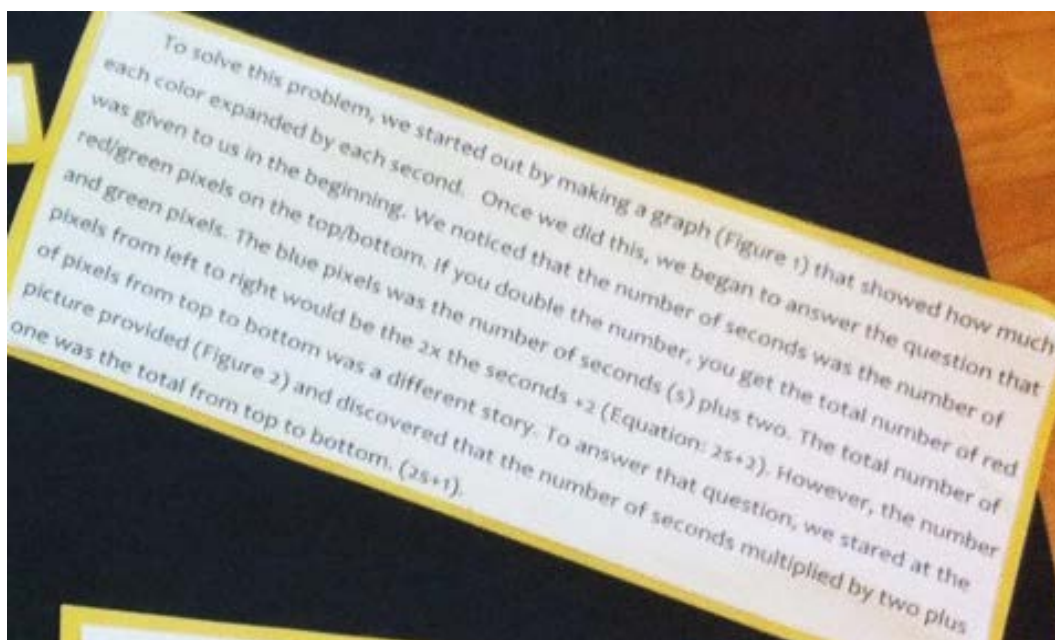 To solve this problem, we started out by making a graph (Figure 1) that showed how much
each color expanded by each second. Once we did this, we began to answer the question that
was given to us in the beginning. We noticed that the number of seconds was the number of
red/green pixels on the top/bottom. If you double the number, you get the total number of red
and green pixels. The blue pixels was the number of seconds (s) plus two. The total number of
pixels from left to right would be the 2x the seconds +2 (Equation: 2s+2). However, the number
of pixels from top to bottom was a different story. To answer that question, we stared at the
picture provided (Figure 2) and discovered that the number of seconds multiplied by two plus
one was the total from top to bottom. (2s+1).